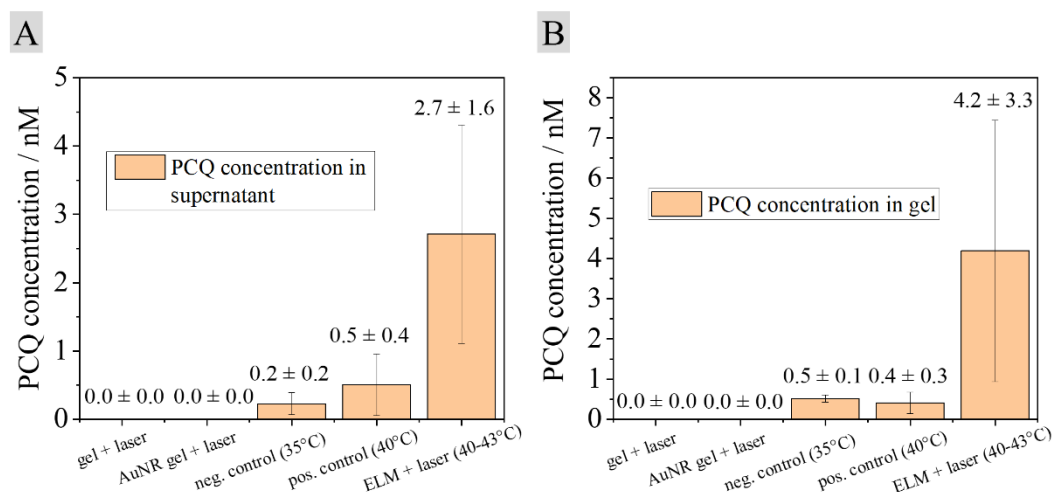 A
PCQ concentration / nM
5
4
3
2
1
0
PCQ concentration in
supernatant
0.0 ± 0.0
0.0 ± 0.0
0.2 ± 0.2
0.5 ± 0.4
2.7 ± 1.6
gel + laser
AuNR gel + laser
neg. control (35°C)
pos. control (40°C)
ELM + laser (40-43°C)
B
PCQ concentration / nM
8
7
6
5
4
3
2
1
0
PCQ concentration in gel
0.0 ± 0.0
0.0 ± 0.0
0.5 ± 0.1
0.4 ± 0.3
4.2 ± 3.3
gel + laser
AuNR gel + laser
neg. control (35°C)
pos. control (40°C)
ELM + laser (40-43°C)